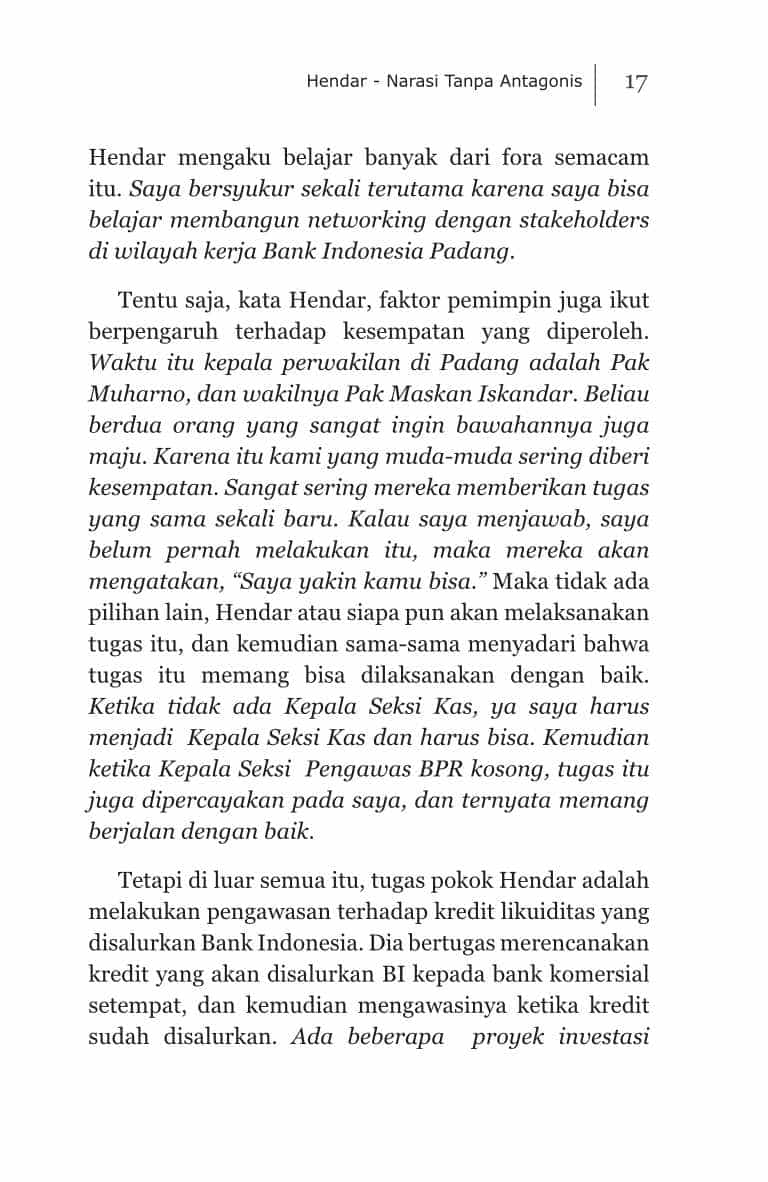 Hendar - Narasi Tanpa Antagonis 17
Hendar mengaku belajar banyak dari fora semacam
itu. Saya bersyukur sekali terutama karena saya bisa
belajar membangun networking dengan stakeholders
di wilayah kerja Bank Indonesia Padang.
Tentu saja, kata Hendar, faktor pemimpin juga ikut
berpengaruh terhadap kesempatan yang diperoleh.
Waktu itu kepala perwakilan di Padang adalah Pak
Muharno, dan wakilnya Pak Maskan Iskandar. Beliau
berdua orang yang sangat ingin bawahannya juga
maju. Karena itu kami yang muda-muda sering diberi
kesempatan. Sangat sering mereka memberikan tugas
yang sama sekali baru. Kalau saya menjawab, saya
belum pernah melakukan itu, maka mereka akan
mengatakan, “Saya yakin kamu bisa.” Maka tidak ada
pilihan lain, Hendar atau siapa pun akan melaksanakan
tugas itu, dan kemudian sama-sama menyadari bahwa
tugas itu memang bisa dilaksanakan dengan baik.
Ketika tidak ada Kepala Seksi Kas, ya saya harus
menjadi Kepala Seksi Kas dan harus bisa. Kemudian
ketika Kepala Seksi Pengawas BPR kosong, tugas itu
juga dipercayakan pada saya, dan ternyata memang
berjalan dengan baik.
Tetapi di luar semua itu, tugas pokok Hendar adalah
melakukan pengawasan terhadap kredit likuiditas yang
disalurkan Bank Indonesia. Dia bertugas merencanakan
kredit yang akan disalurkan BI kepada bank komersial
setempat, dan kemudian mengawasinya ketika kredit
sudah disalurkan. Ada beberapa proyek investasi